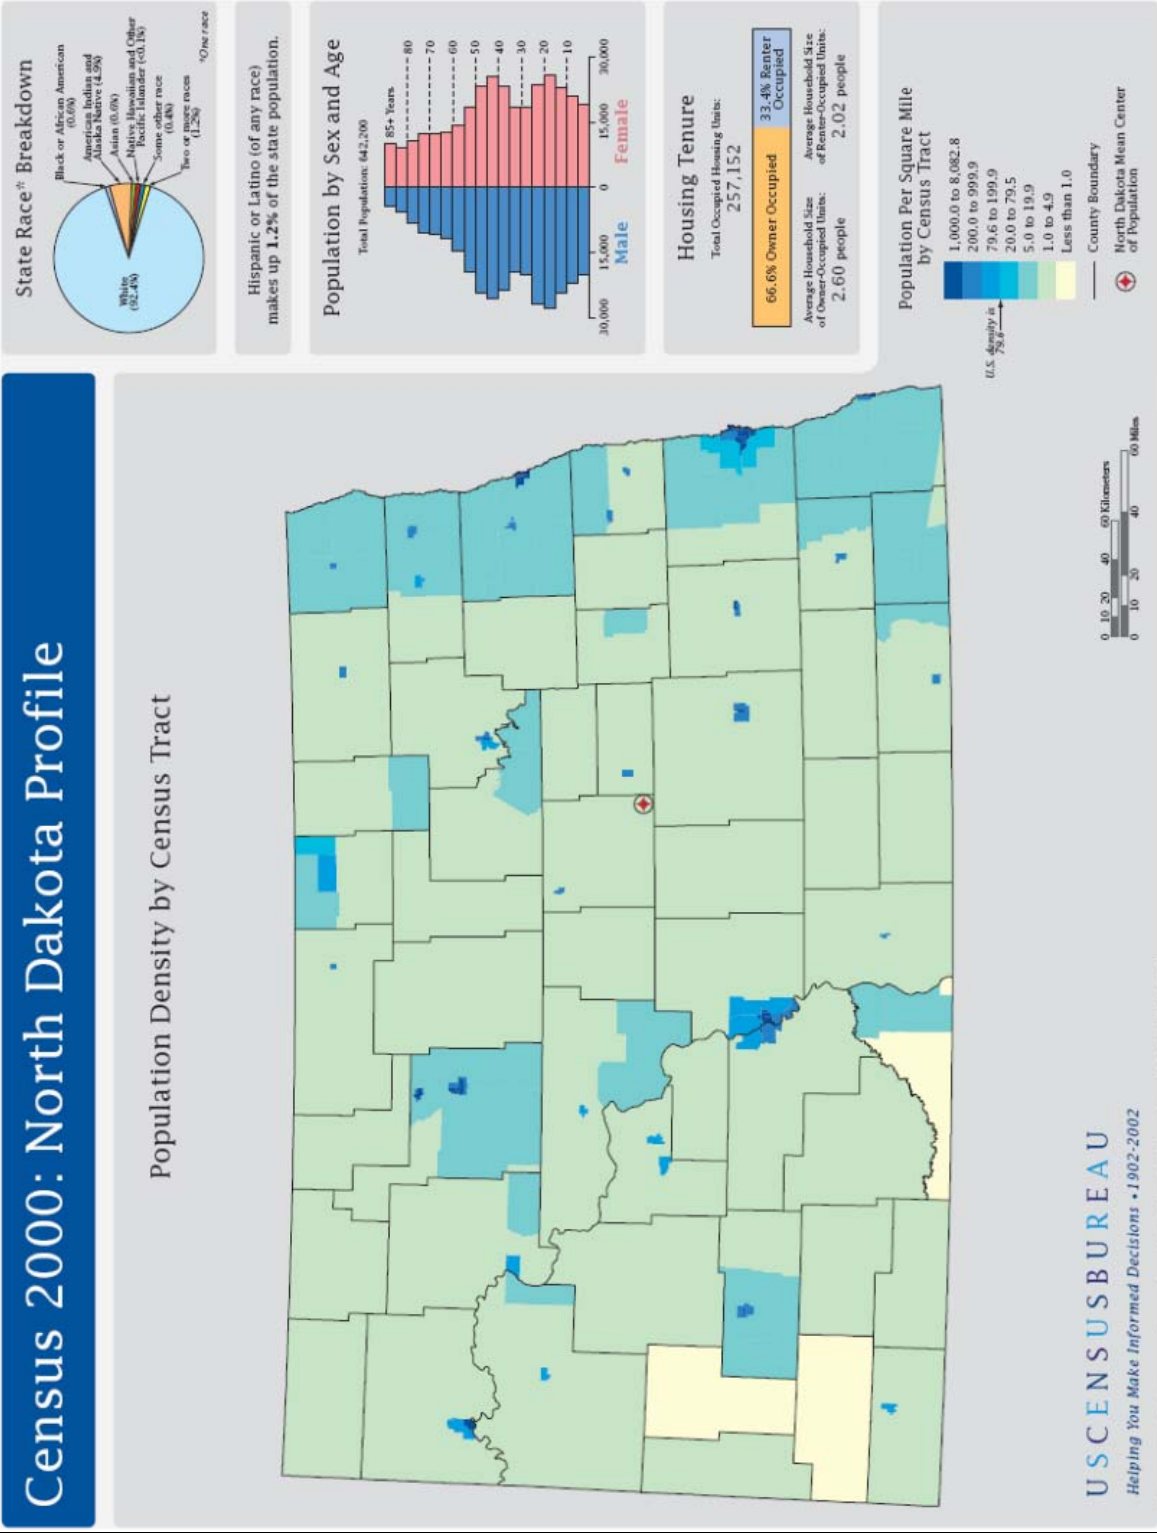 Census 2000: North Dakota Profile
Population Density by Census Tract
State Race* Breakdown
Black or African American
(0.6%)
American Indian and
Alaska Native (4.9%)
Asian (0.6%)
Native Hawaiian and Other
Pacific Islander (<0.1%)
Some other race
(0.4%)
Two or more races
(1.2%)
White
(92.4%)
*One race
Hispanic or Latino (of any race)
makes up 1.2% of the state population.
Population by Sex and Age
Total Population: 642,200
85+ Years
80
70
60
50
40
30
20
10
30,000 15,000 0 15,000 30,000
Male Female
Housing Tenure
Total Occupied Housing Units:
257,152
66.6% Owner Occupied
33.4% Renter
Occupied
Average Household Size
of Owner-Occupied Units:
2.60 people
Average Household Size
of Renter-Occupied Units:
2.02 people
Population Per Square Mile
by Census Tract
1,000.0 to 8,082.8
200.0 to 999.9
79.6 to 199.9
20.0 to 79.5
5.0 to 19.9
1.0 to 4.9
Less than 1.0
U.S. density is
79.6
County Boundary
North Dakota Mean Center
of Population
0 10 20 40 60 Kilometers
0 10 20 40 60 Miles
USCENSUSBUREAU
Helping You Make Informed Decisions • 1902-2002